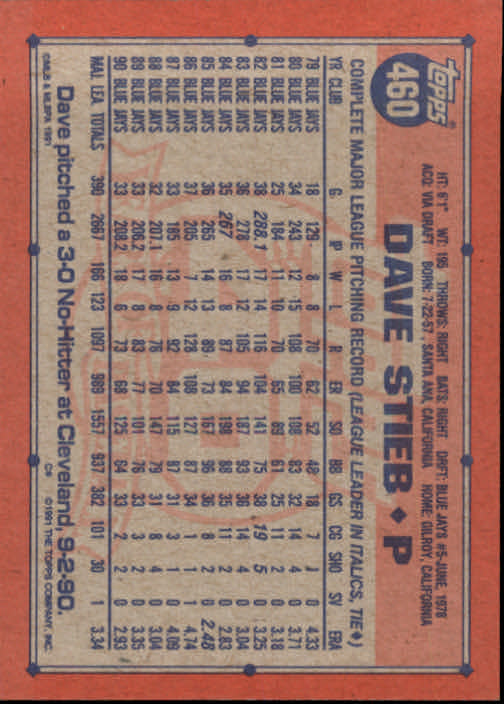 topps®
460
HT: 6'1" WT: 195 THROWS: RIGHT BATS: RIGHT DRFT: BLUE JAYS #5-JUNE, 1978
ACQ: VIA DRAFT BORN: 7-22-57, SANTA ANA, CALIFORNIA HOME: GILROY, CALIFORNIA
DAVE STIEB ♦ P
COMPLETE MAJOR LEAGUE PITCHING RECORD (LEAGUE LEADER IN ITALICS, TIE♦)
YR CLUB G IP W L R ER SO BB GS CG SHO SV ERA
79 BLUE JAYS 18 129 8 8 70 62 52 48 18 7 1 0 4.33
80 BLUE JAYS 34 243 12 15 108 100 108 83 32 14 4 0 3.71
81 BLUE JAYS 25 184 11 10 70 65 89 61 25 11 2 0 3.18
82 BLUE JAYS 38 288.1 17 14 116 104 141 75 38 19 5 0 3.25
83 BLUE JAYS 36 278 17 12 105 94 187 93 36 14 4 0 3.04
84 BLUE JAYS 35 267 16 8 87 84 198 88 35 11 2 0 2.83
85 BLUE JAYS 36 265 14 13 89 73 167 96 36 8 2 0 2.48
86 BLUE JAYS 37 205 7 12 128 108 127 87 34 1 1 1 4.74
87 BLUE JAYS 33 185 13 9 92 84 115 87 31 3 1 0 4.09
88 BLUE JAYS 32 207.1 16 8 76 70 147 79 31 8 4 0 3.04
89 BLUE JAYS 33 206.2 17 8 83 77 101 76 33 3 2 0 3.35
90 BLUE JAYS 33 208.2 18 6 73 68 125 64 33 2 2 0 2.93
MAJ. LEA. TOTALS 390 2667 166 123 1097 989 1557 937 382 101 30 1 3.34
©MLB & MLBPA 1991 C* ©1991 THE TOPPS COMPANY, INC.
Dave pitched a 3-0 No-Hitter at Cleveland, 9-2-90.